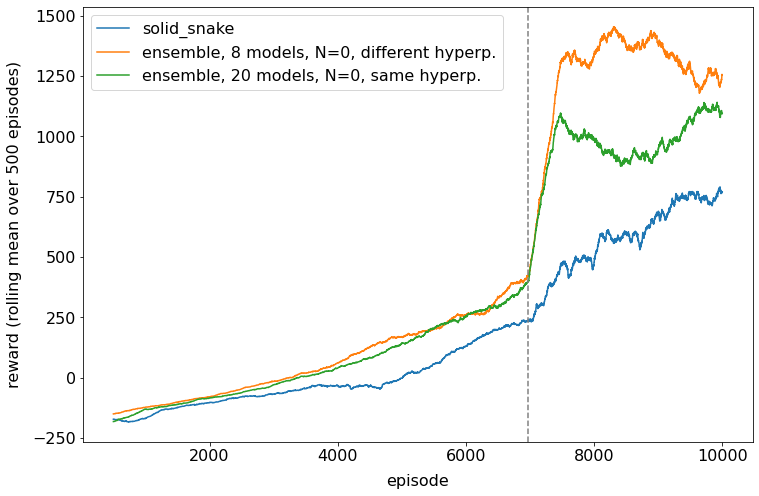 1500
1250
1000
750
500
250
0
−250
reward (rolling mean over 500 episodes)
solid_snake
ensemble, 8 models, N=0, different hyperp.
ensemble, 20 models, N=0, same hyperp.
2000 4000 6000 8000 10000
episode